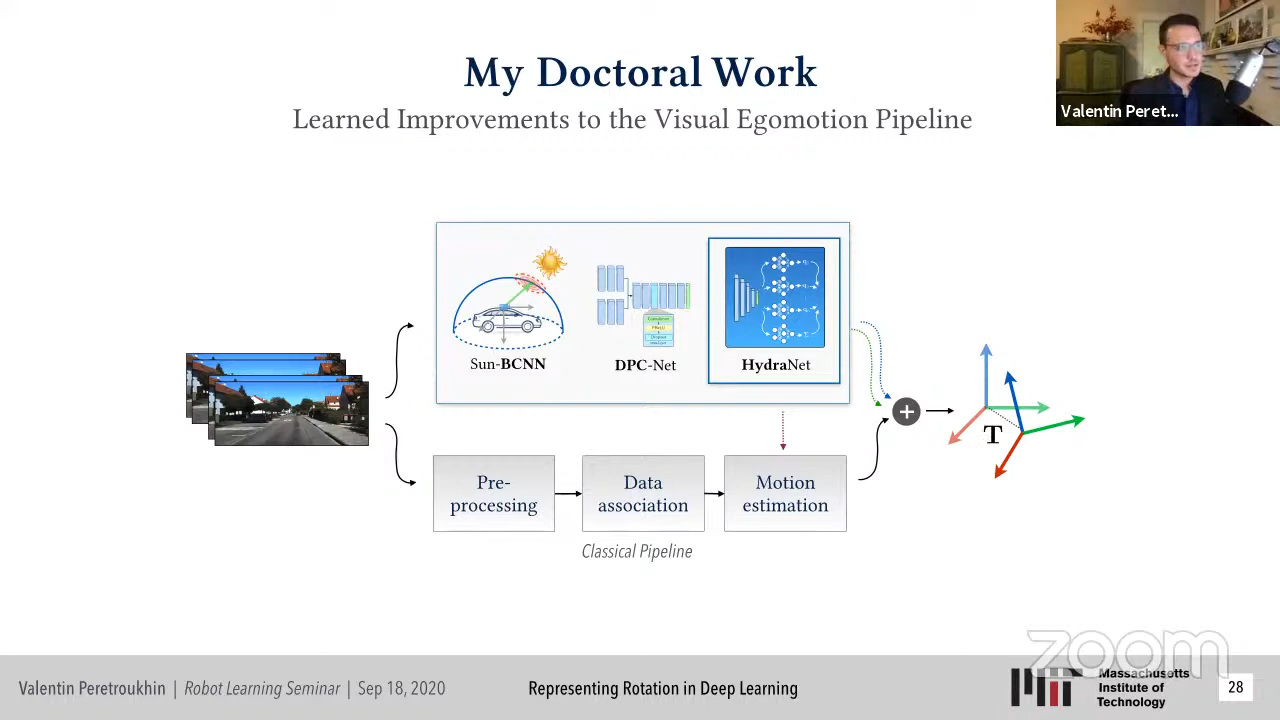 My Doctoral Work
Learned Improvements to the Visual Egomotion Pipeline
Valentin Peret...
Sun-BCNN
DPC-Net
HydraNet
T
Pre-
processing
Data
association
Motion
estimation
Classical Pipeline
zoom
Valentin Peretroukhin | Robot Learning Seminar | Sep 18, 2020
Representing Rotation in Deep Learning
Massachusetts
Institute of
Technology
28